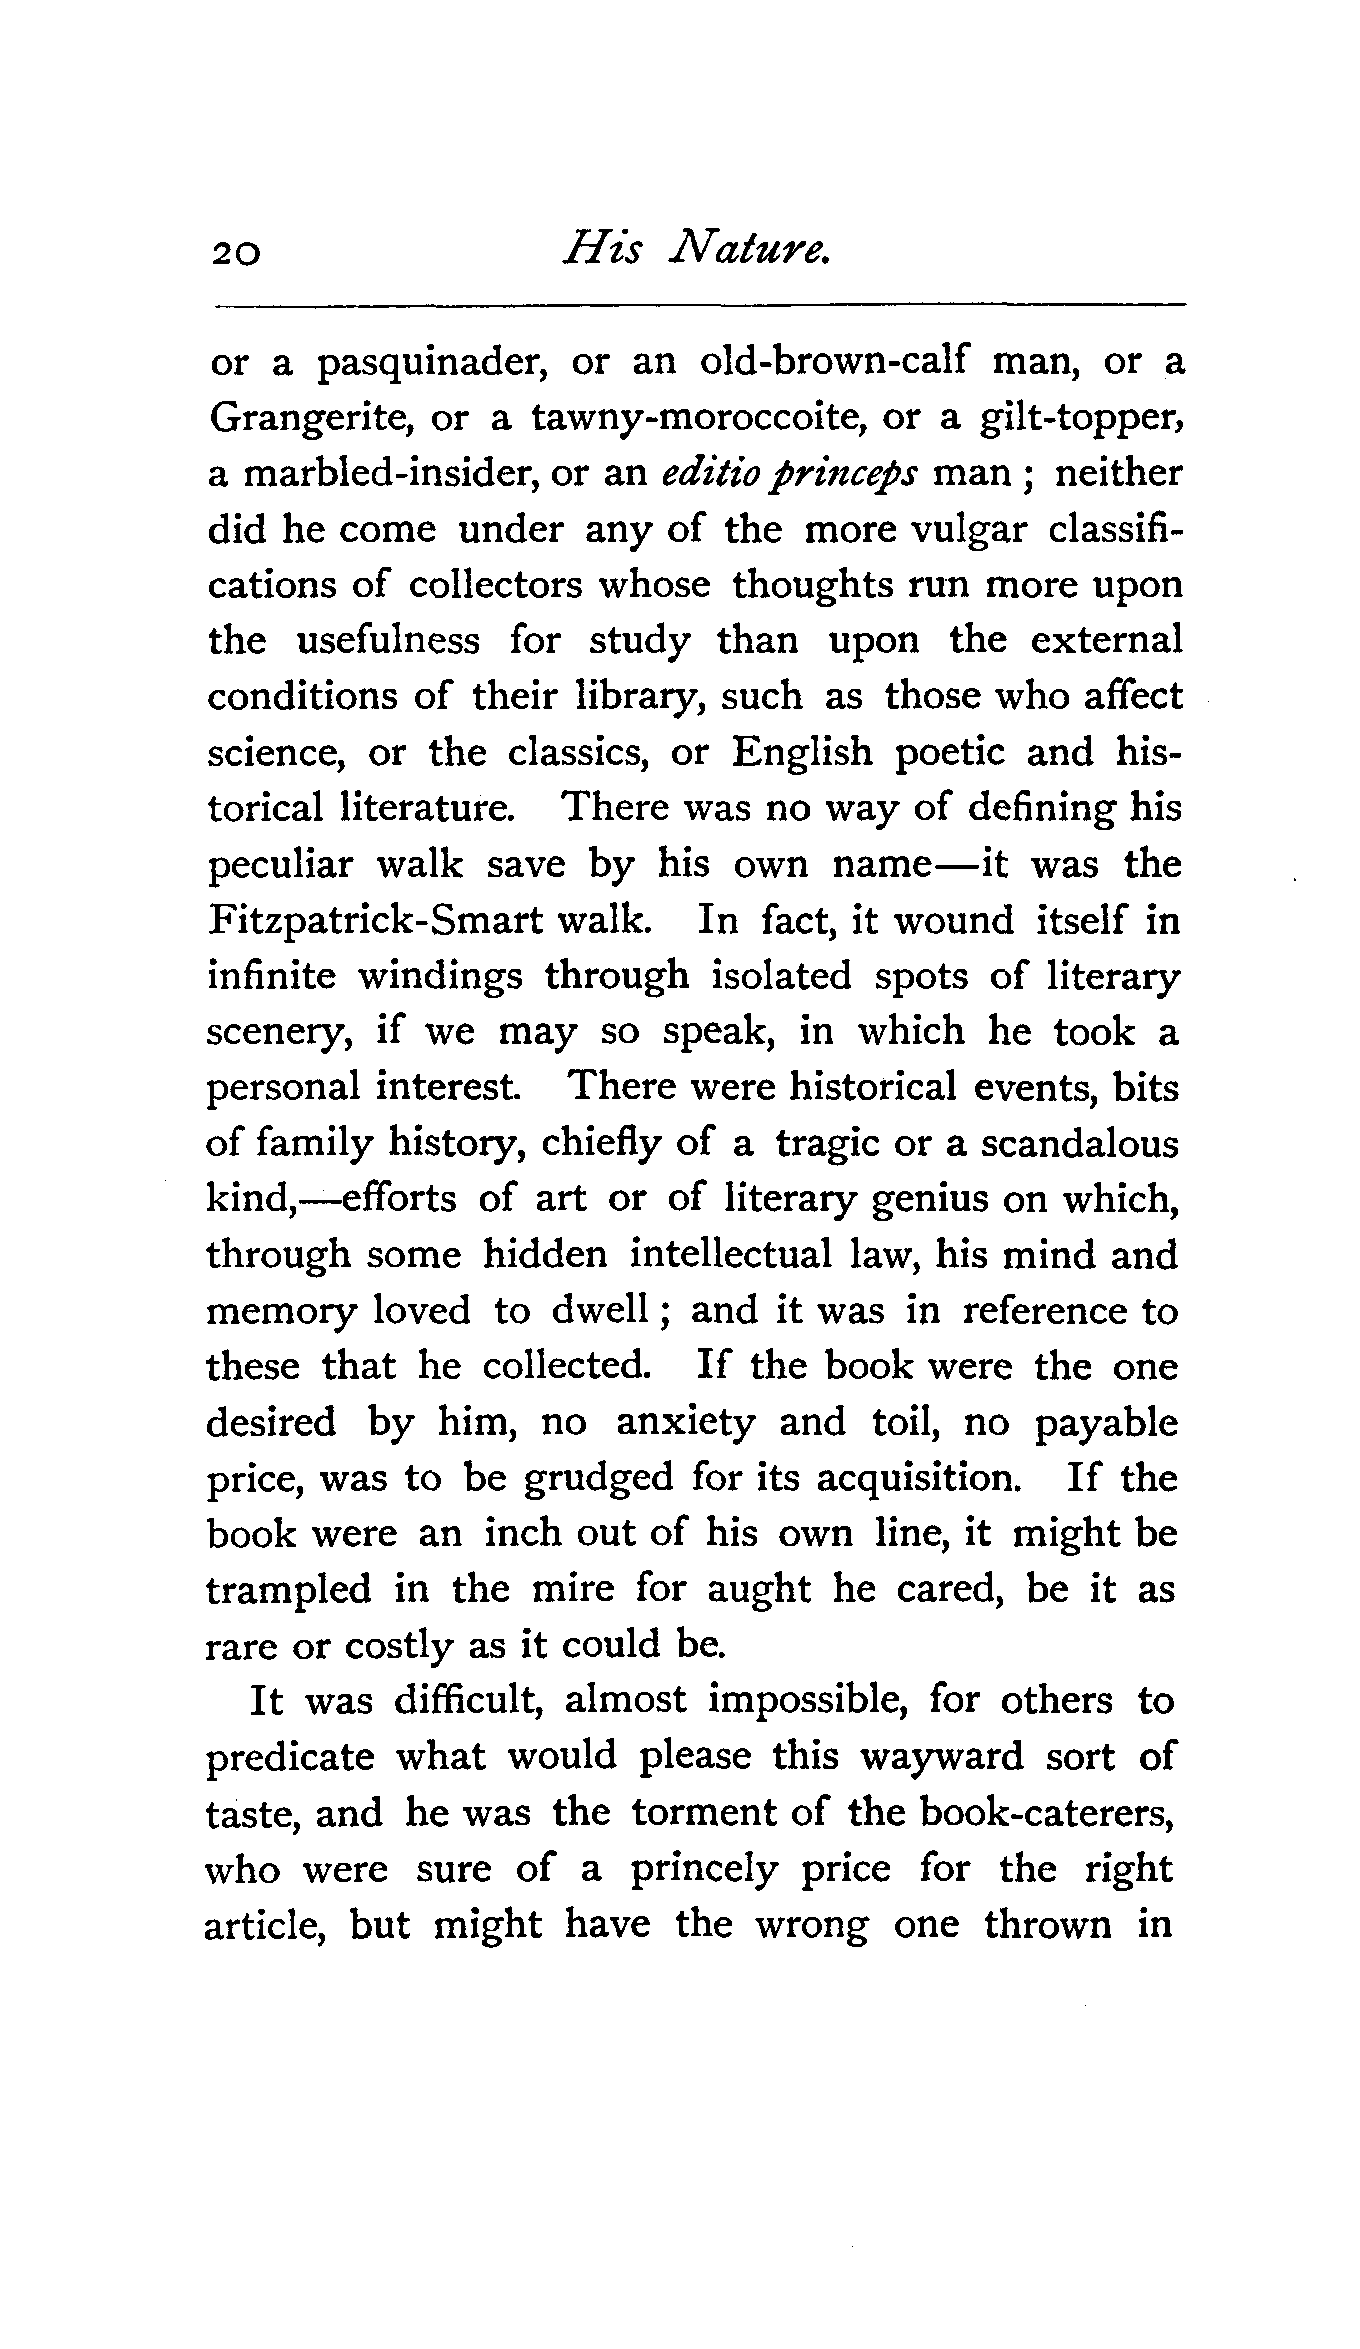 20 His Nature.
or a pasquinader, or an old-brown-calf man, or a
Grangerite, or a tawny-moroccoite, or a gilt-topper,
a marbled-insider, or an editio princeps man ; neither
did he come under any of the more vulgar classifi-
cations of collectors whose thoughts run more upon
the usefulness for study than upon the external
conditions of their library, such as those who affect
science, or the classics, or English poetic and his-
torical literature. There was no way of defining his
peculiar walk save by his own name—it was the
Fitzpatrick-Smart walk. In fact, it wound itself in
infinite windings through isolated spots of literary
scenery, if we may so speak, in which he took a
personal interest. There were historical events, bits
of family history, chiefly of a tragic or a scandalous
kind,—efforts of art or of literary genius on which,
through some hidden intellectual law, his mind and
memory loved to dwell ; and it was in reference to
these that he collected. If the book were the one
desired by him, no anxiety and toil, no payable
price, was to be grudged for its acquisition. If the
book were an inch out of his own line, it might be
trampled in the mire for aught he cared, be it as
rare or costly as it could be.
It was difficult, almost impossible, for others to
predicate what would please this wayward sort of
taste, and he was the torment of the book-caterers,
who were sure of a princely price for the right
article, but might have the wrong one thrown in